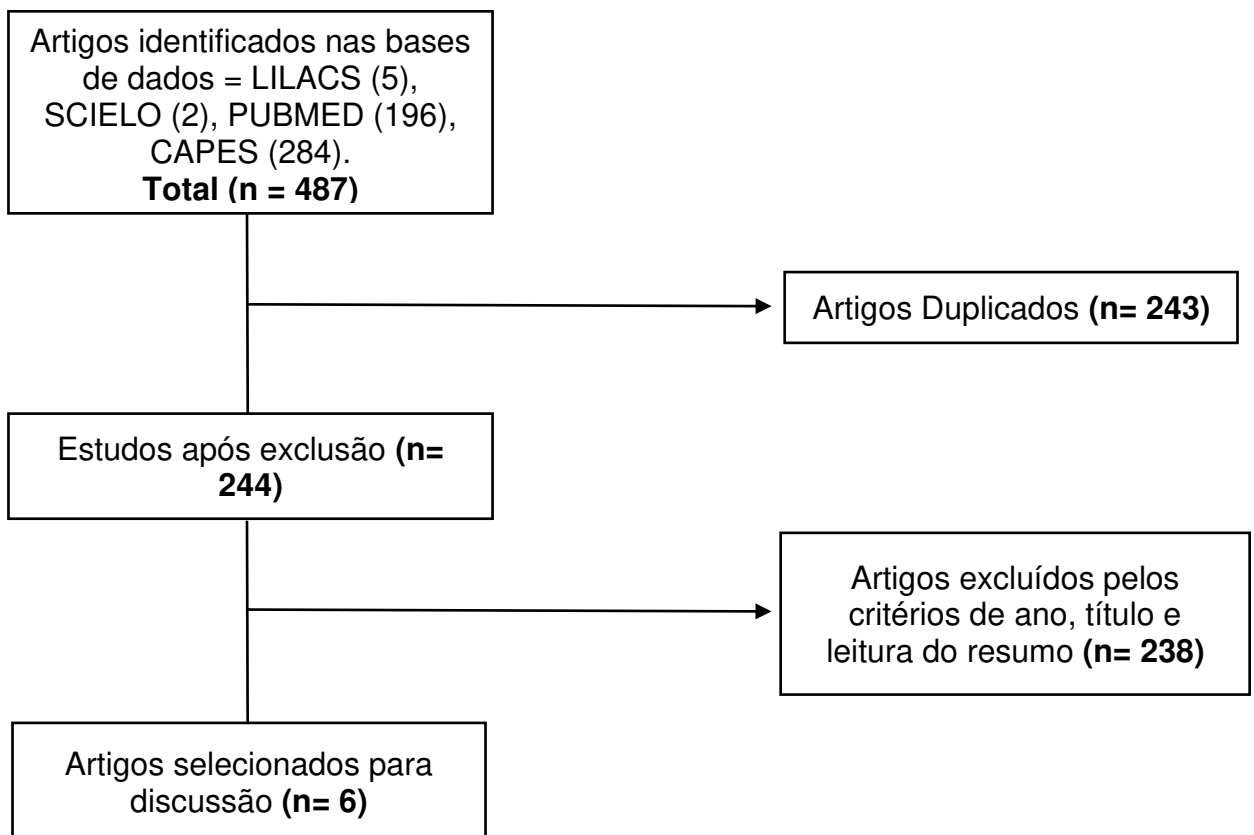 Artigos identificados nas bases
de dados = LILACS (5),
SCIELO (2), PUBMED (196),
CAPES (284).
Total (n = 487)
Artigos Duplicados (n= 243)
Estudos após exclusão (n=
244)
Artigos excluídos pelos
critérios de ano, título e
leitura do resumo (n= 238)
Artigos selecionados para
discussão (n= 6)